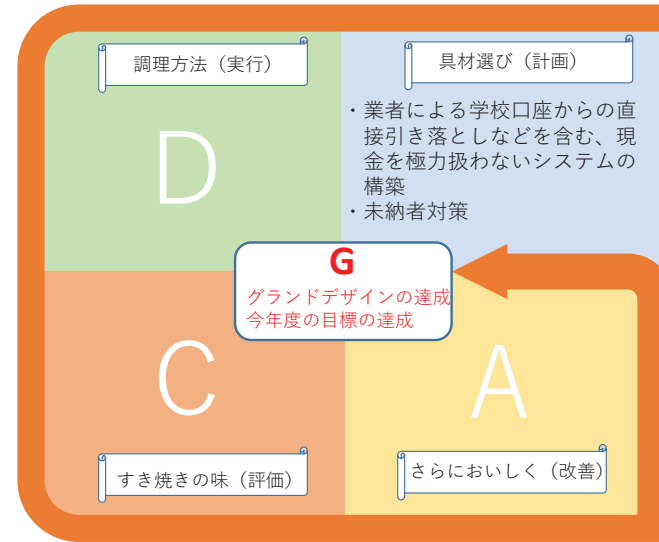 調理方法（実行）
具材選び（計画）
D
・業者による学校口座からの直
接引き落としなどを含む、現
金を極力扱わないシステムの
構築
・未納者対策
G
グランドデザインの達成
今年度の目標の達成
C
A
すき焼きの味（評価）
さらにおいしく（改善）